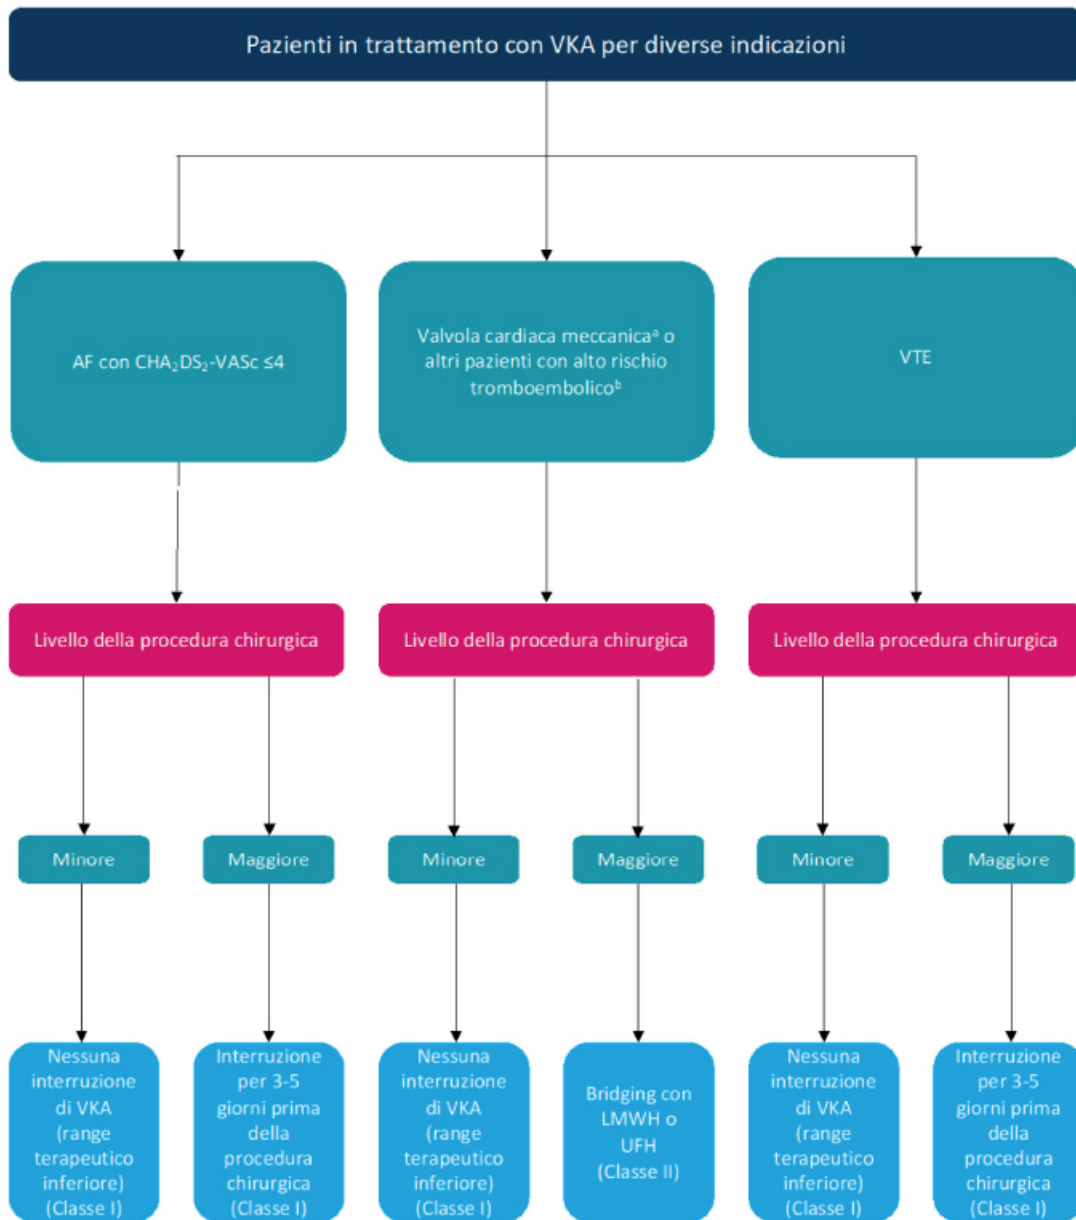 Pazienti in trattamento con VKA per diverse indicazioni
AF con CHA₂DS₂-VASc ≤4
Valvola cardiaca meccanicaᵃ o
altri pazienti con alto rischio
tromboembolicoᵇ
VTE
Livello della procedura chirurgica
Livello della procedura chirurgica
Livello della procedura chirurgica
Minore
Maggiore
Minore
Maggiore
Minore
Maggiore
Nessuna
interruzione
di VKA
(range
terapeutico
inferiore)
(Classe I)
Interruzione
per 3-5
giorni prima
della
procedura
chirurgica
(Classe I)
Nessuna
interruzione
di VKA
(range
terapeutico
inferiore)
(Classe I)
Bridging con
LMWH o
UFH
(Classe II)
Nessuna
interruzione
di VKA
(range
terapeutico
inferiore)
(Classe I)
Interruzione
per 3-5
giorni prima
della
procedura
chirurgica
(Classe I)